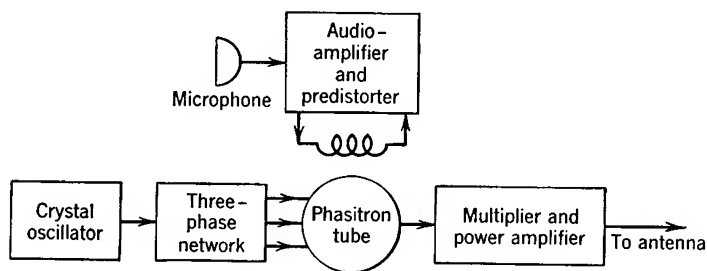 Audio-
amplifier
and
predistorter
Microphone
Crystal
oscillator
Three-
phase
network
Phasitron
tube
Multiplier and
power amplifier
To antenna